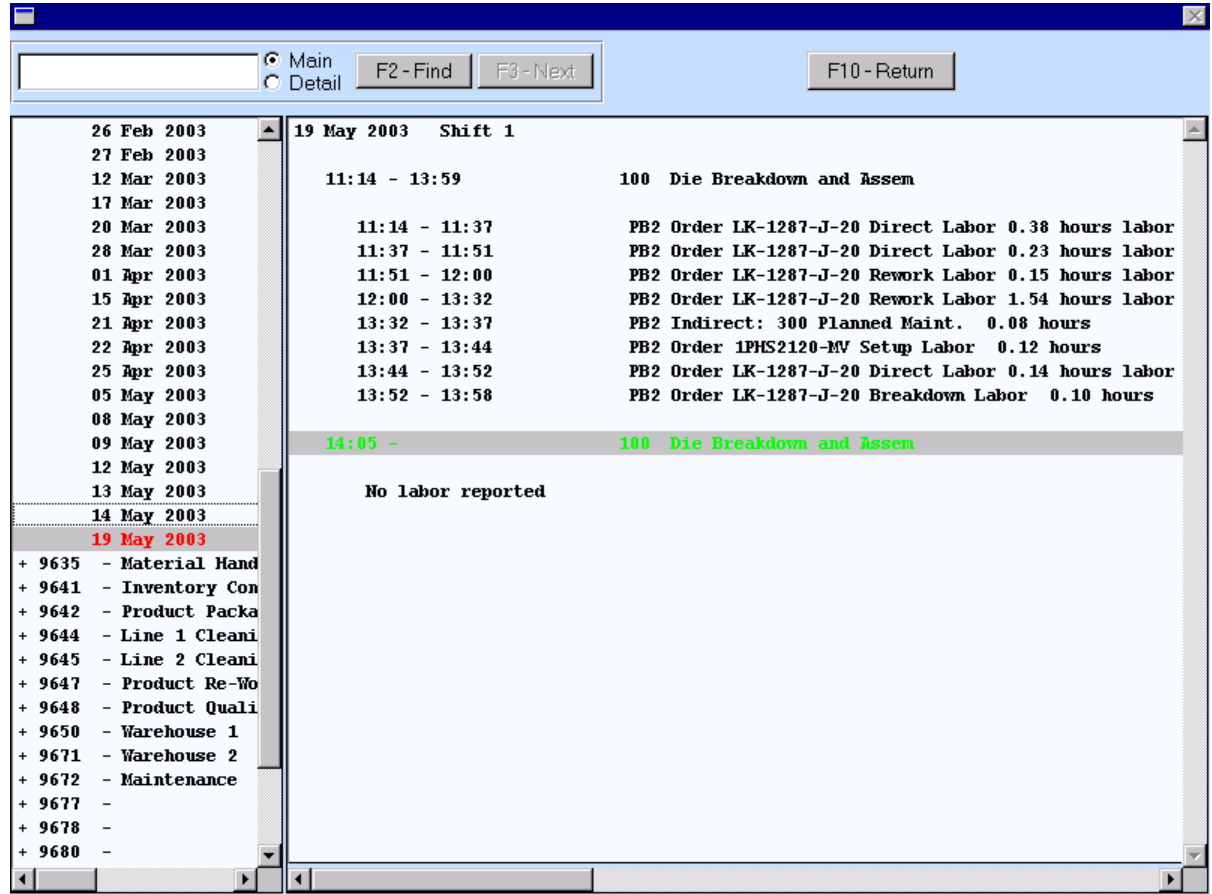 Main
Detail
F2 - Find
F3 - Next
F10 - Return
26 Feb 2003
27 Feb 2003
12 Mar 2003
17 Mar 2003
20 Mar 2003
28 Mar 2003
01 Apr 2003
15 Apr 2003
21 Apr 2003
22 Apr 2003
25 Apr 2003
05 May 2003
08 May 2003
09 May 2003
12 May 2003
13 May 2003
14 May 2003
19 May 2003
+ 9635 - Material Hand
+ 9641 - Inventory Con
+ 9642 - Product Packa
+ 9644 - Line 1 Cleani
+ 9645 - Line 2 Cleani
+ 9647 - Product Re-Wo
+ 9648 - Product Quali
+ 9650 - Warehouse 1
+ 9671 - Warehouse 2
+ 9672 - Maintenance
+ 9677 -
+ 9678 -
+ 9680 -
19 May 2003 Shift 1
11:14 - 13:59 100 Die Breakdown and Assem
11:14 - 11:37 PB2 Order LK-1287-J-20 Direct Labor 0.38 hours labor
11:37 - 11:51 PB2 Order LK-1287-J-20 Direct Labor 0.23 hours labor
11:51 - 12:00 PB2 Order LK-1287-J-20 Rework Labor 0.15 hours labor
12:00 - 13:32 PB2 Order LK-1287-J-20 Rework Labor 1.54 hours labor
13:32 - 13:37 PB2 Indirect: 300 Planned Maint. 0.08 hours
13:37 - 13:44 PB2 Order 1PHS2120-MV Setup Labor 0.12 hours
13:44 - 13:52 PB2 Order LK-1287-J-20 Direct Labor 0.14 hours labor
13:52 - 13:58 PB2 Order LK-1287-J-20 Breakdown Labor 0.10 hours
14:05 - 100 Die Breakdown and Assem
No labor reported